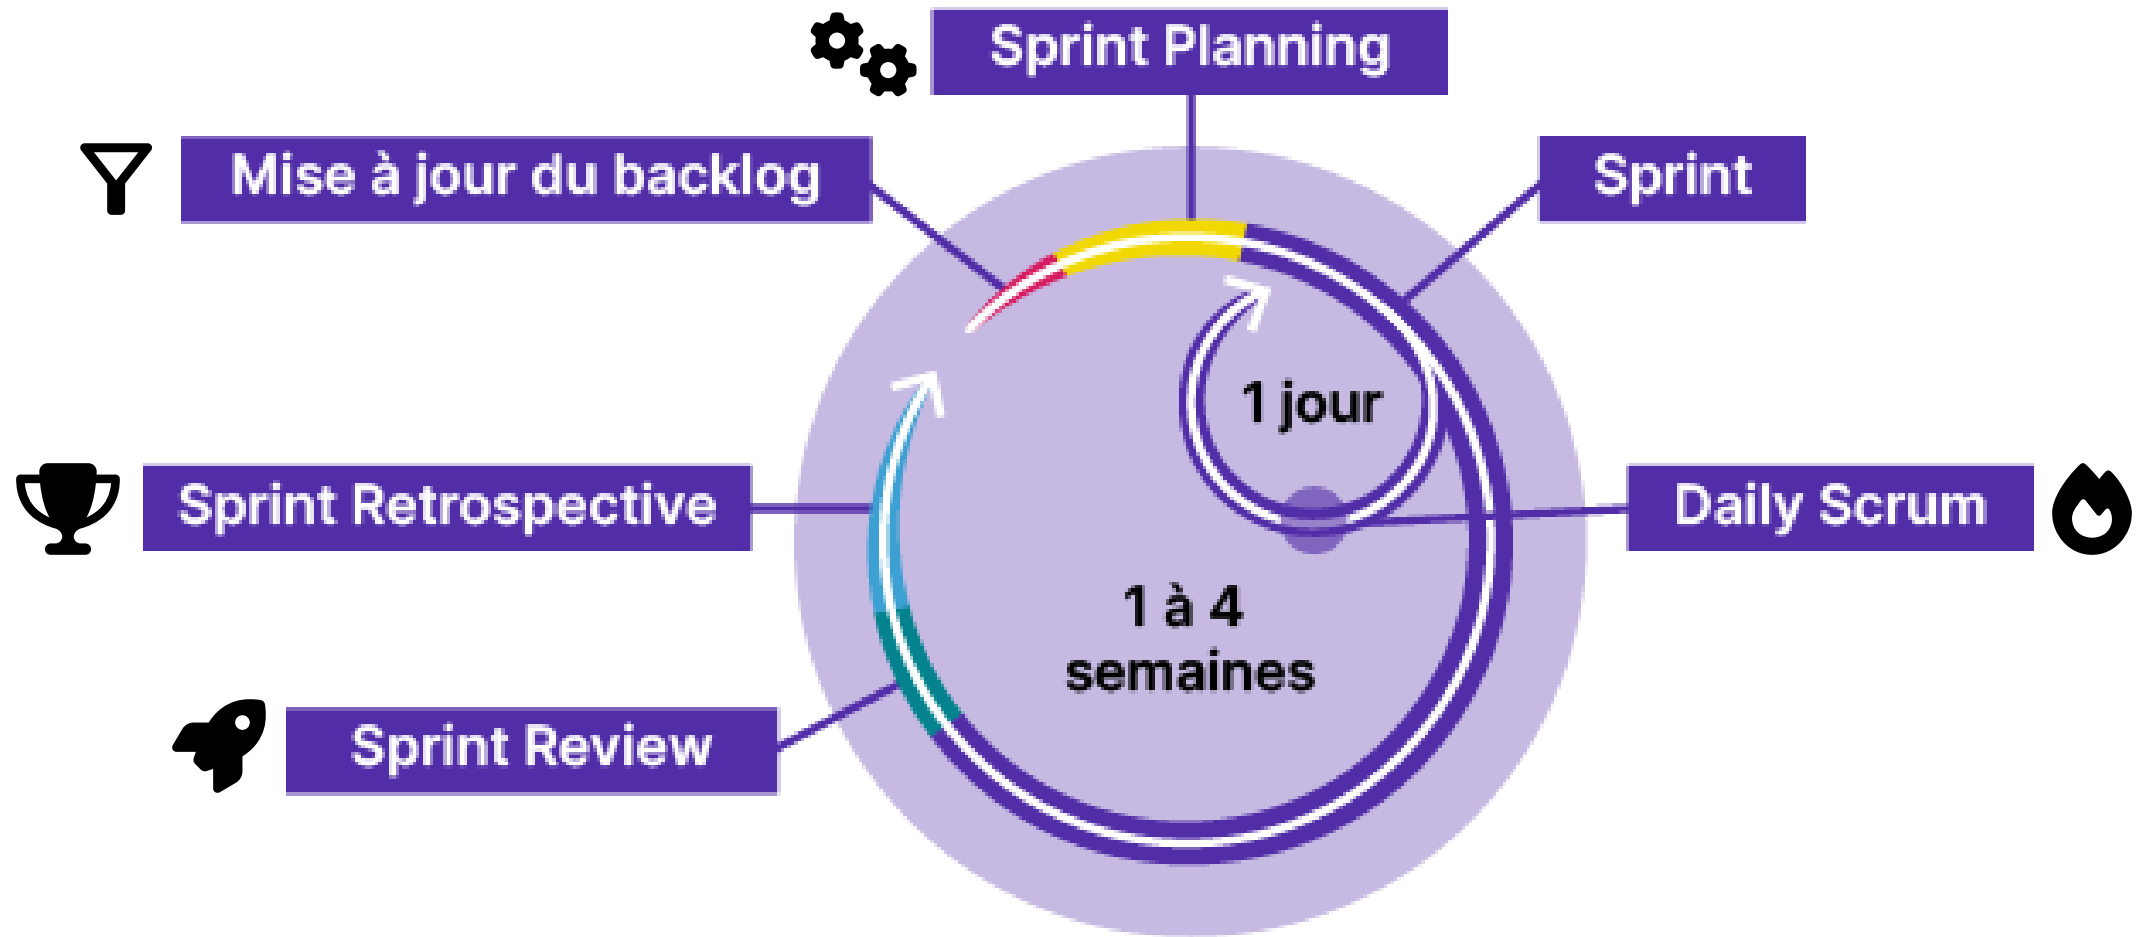 Sprint Planning
Mise à jour du backlog
Sprint
1 jour
Sprint Retrospective
Daily Scrum
1 à 4
semaines
Sprint Review